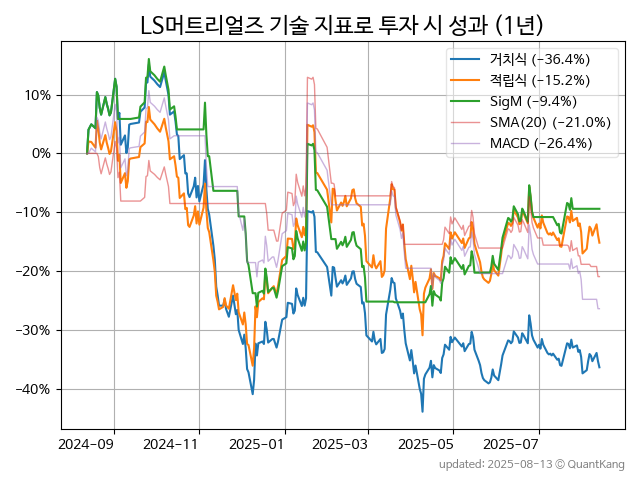 LS머트리얼즈 기술 지표로 투자 시 성과 (1년)
거치식 (−36.4%)
적립식 (−15.2%)
SigM (−9.4%)
SMA(20) (−21.0%)
MACD (−26.4%)
10%
0%
−10%
−20%
−30%
−40%
2024-09 2024-11 2025-01 2025-03 2025-05 2025-07
updated: 2025-08-13 © QuantKang